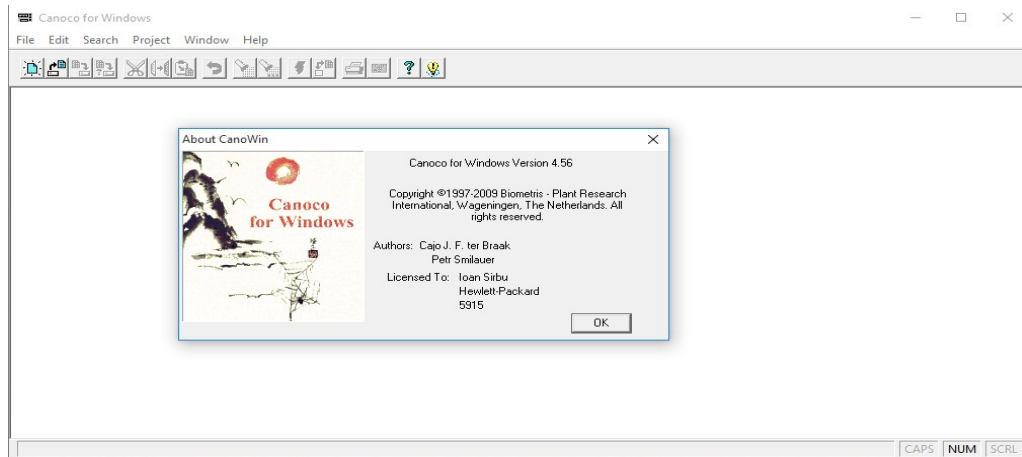 Canoco for Windows
File Edit Search Project Window Help
About CanoWin
Canoco
for Windows
Canoco for Windows Version 4.56
Copyright ©1997-2009 Biometris - Plant Research
International, Wageningen, The Netherlands. All
rights reserved.
Authors: Cajo J. F. ter Braak
Petr Smilauer
Licensed To: Ioan Sirbu
Hewlett-Packard
5915
OK
CAPS NUM SCRL